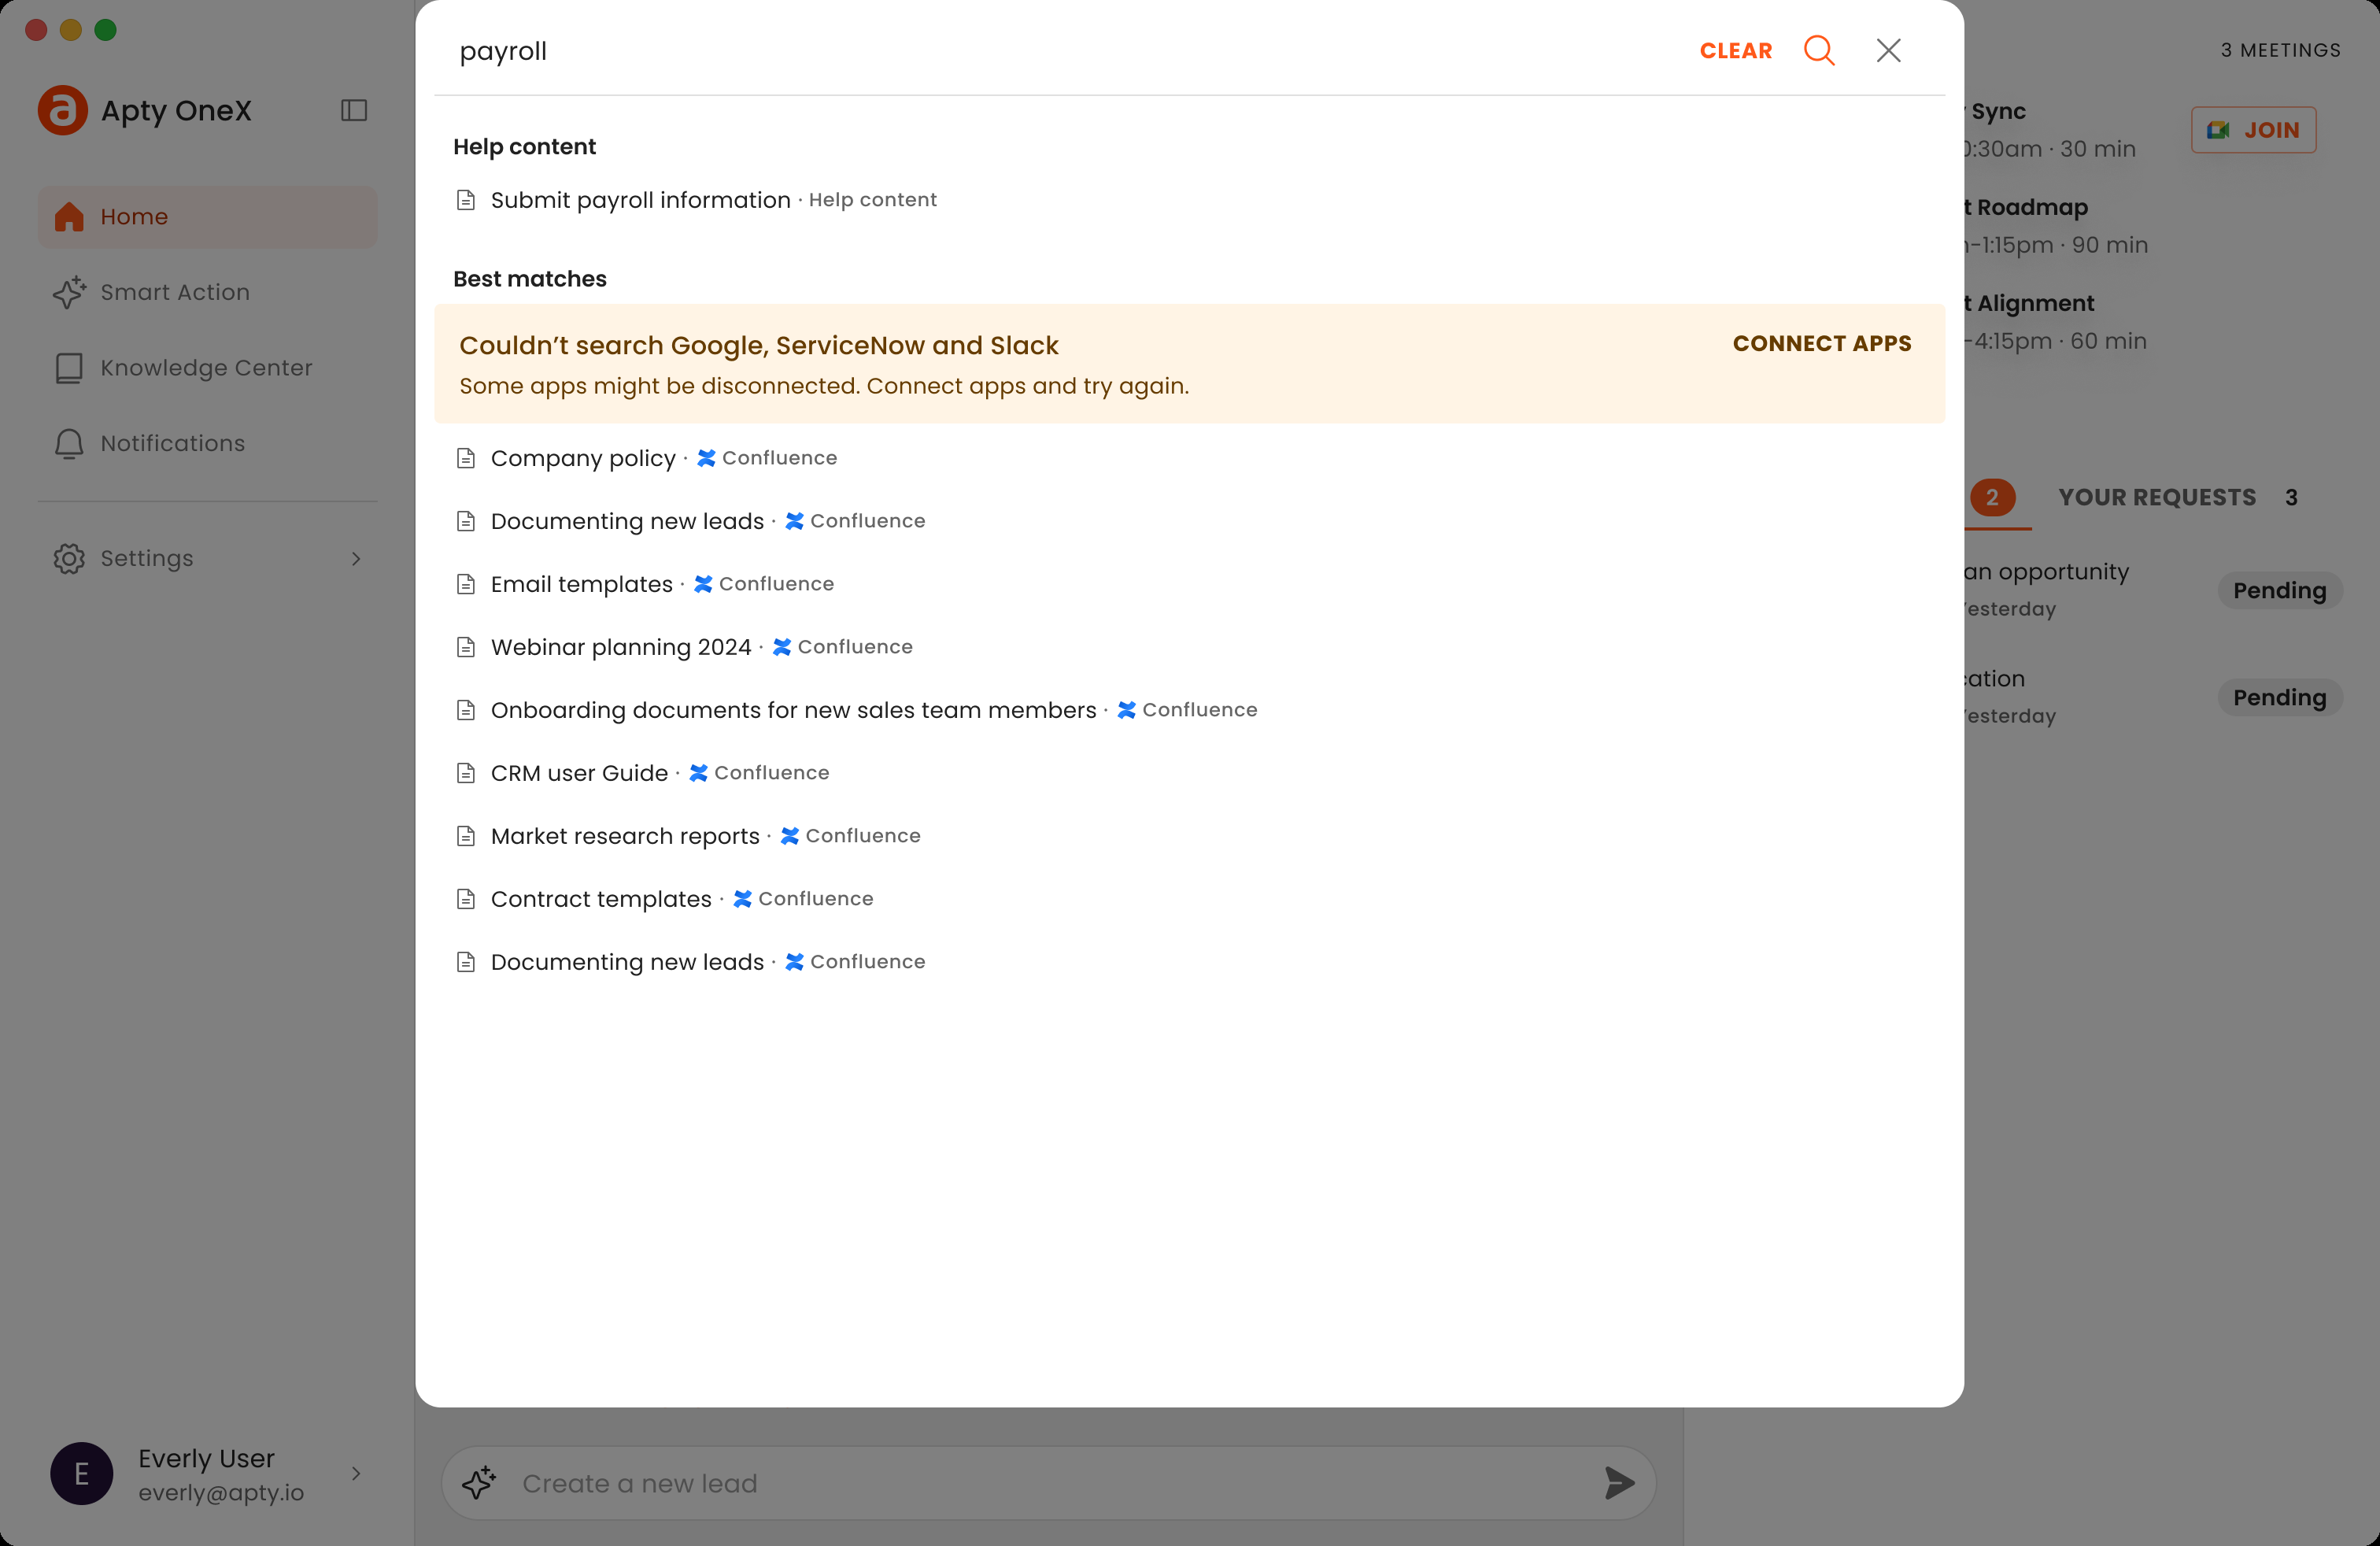 payroll
CLEAR
3 MEETINGS
Apty OneX
Home
Smart Action
Knowledge Center
Notifications
Settings
Help content
Submit payroll information · Help content
Best matches
Couldn’t search Google, ServiceNow and Slack
Some apps might be disconnected. Connect apps and try again.
CONNECT APPS
Company policy · Confluence
Documenting new leads · Confluence
Email templates · Confluence
Webinar planning 2024 · Confluence
Onboarding documents for new sales team members · Confluence
CRM user Guide · Confluence
Market research reports · Confluence
Contract templates · Confluence
Documenting new leads · Confluence
Sync
0:30am · 30 min
JOIN
t Roadmap
-1:15pm · 90 min
t Alignment
-4:15pm · 60 min
2
YOUR REQUESTS 3
an opportunity
Pending
Pending
E
Everly User
everly@apty.io
Create a new lead